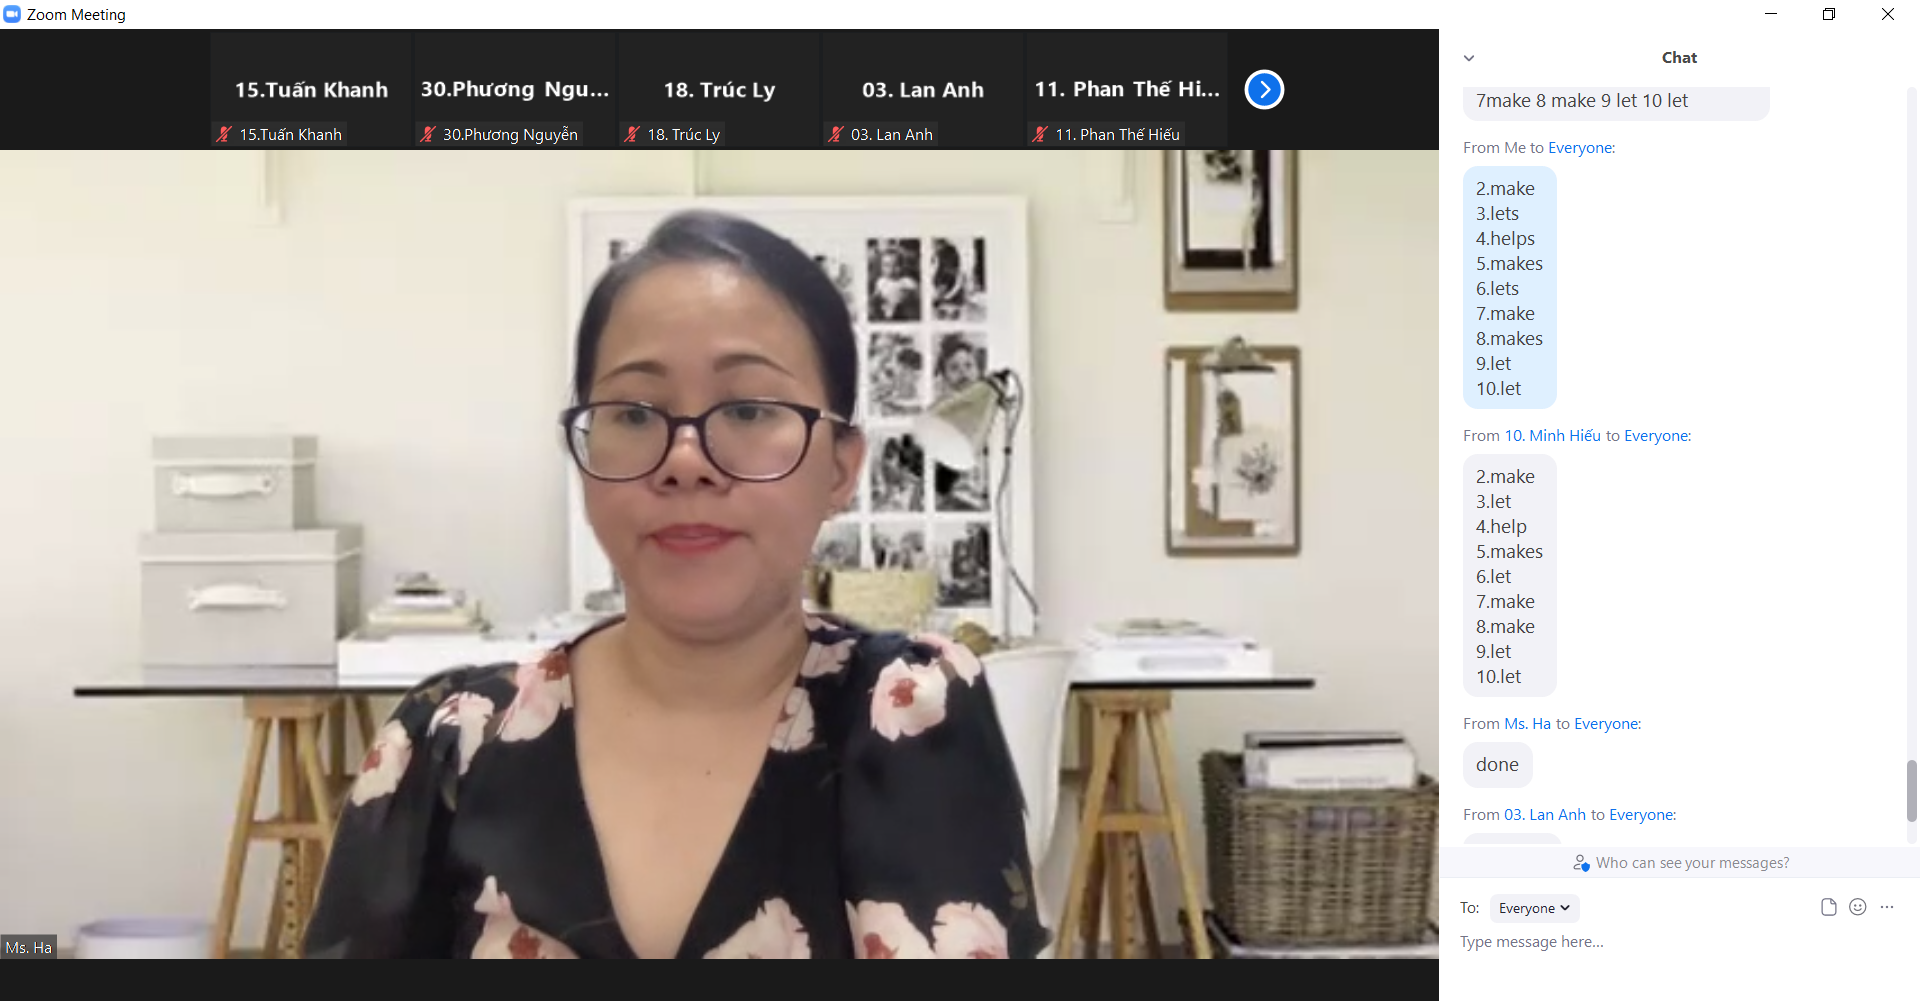 Zoom Meeting
15.Tuấn Khanh
30.Phương Ngu...
18. Trúc Ly
03. Lan Anh
11. Phan Thế Hi...
15.Tuấn Khanh
30.Phương Nguyễn
18. Trúc Ly
03. Lan Anh
11. Phan Thế Hiếu
Ms. Ha
Chat
7make 8 make 9 let 10 let
From Me to Everyone:
2.make
3.lets
4.helps
5.makes
6.lets
7.make
8.makes
9.let
10.let
From 10. Minh Hiếu to Everyone:
2.make
3.let
4.help
5.makes
6.let
7.make
8.make
9.let
10.let
From Ms. Ha to Everyone:
done
From 03. Lan Anh to Everyone:
Who can see your messages?
To: Everyone
Type message here...